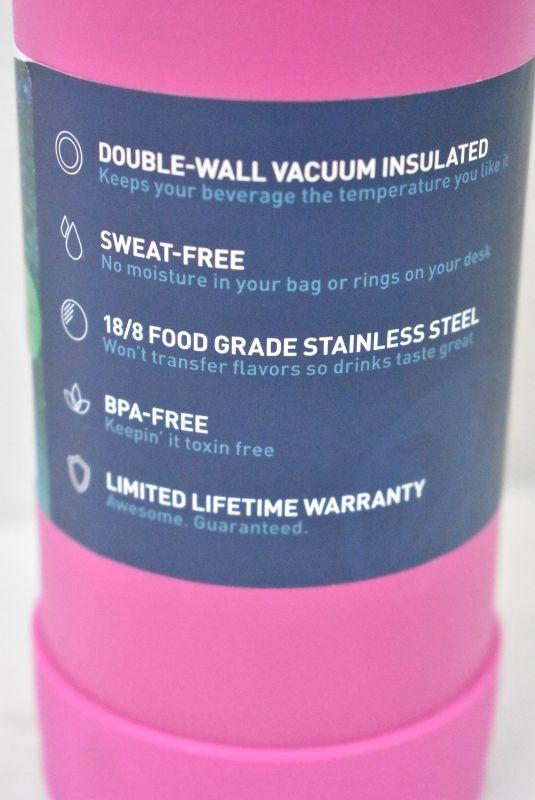 DOUBLE-WALL VACUUM INSULATED
Keeps your beverage the temperature you like it
SWEAT-FREE
No moisture in your bag or rings on your desk
18/8 FOOD GRADE STAINLESS STEEL
Won't transfer flavors so drinks taste great
BPA-FREE
Keepin' it toxin free
LIMITED LIFETIME WARRANTY
Awesome. Guaranteed.